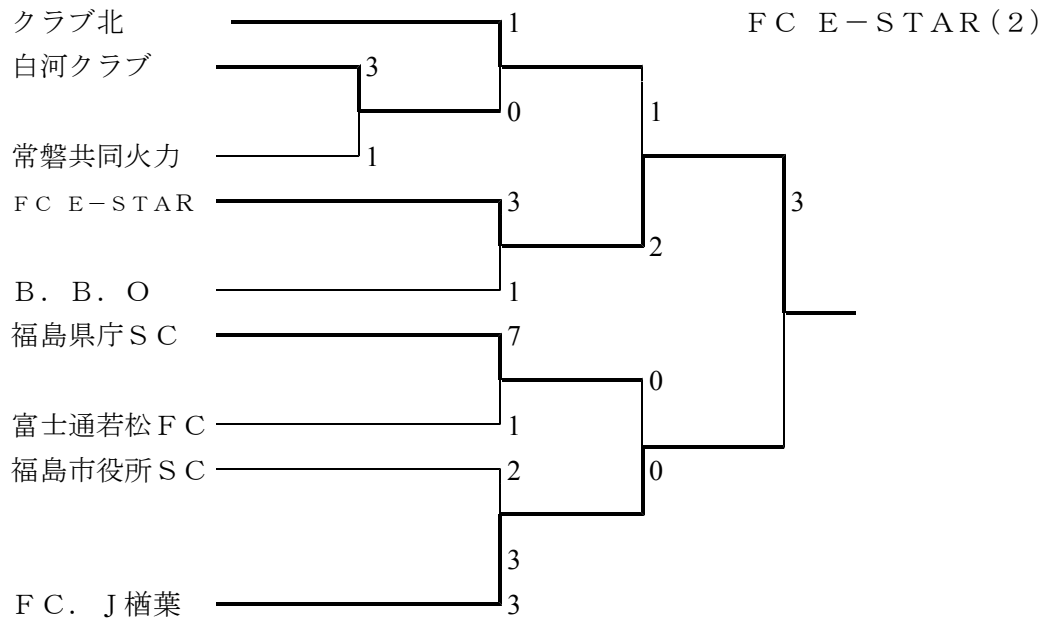 クラブ北 1 ＦＣ Ｅ－ＳＴＡＲ(２)
白河クラブ 3
0
1
常磐共同火力 1
ＦＣ Ｅ－ＳＴＡＲ 3
3
2
Ｂ．Ｂ．Ｏ 1
福島県庁ＳＣ 7
0
富士通若松ＦＣ 1
福島市役所ＳＣ 2
0
3
ＦＣ．Ｊ楢葉 3